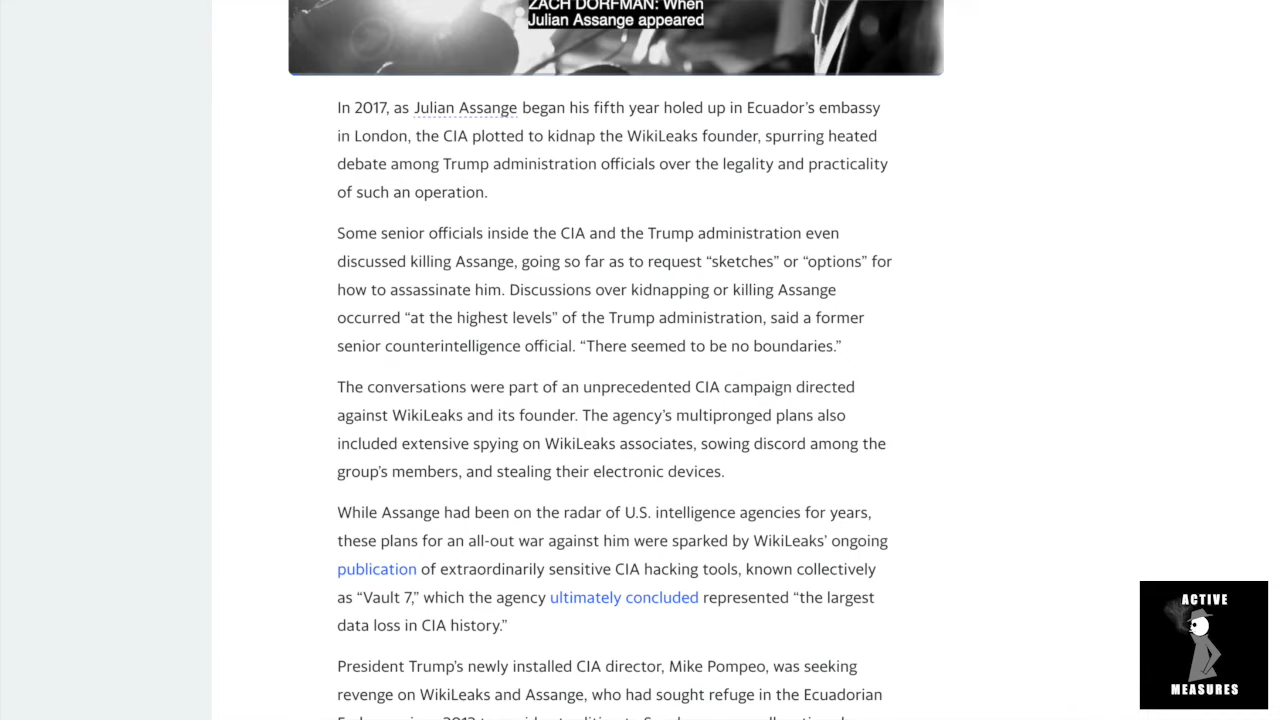 ZACH DORFMAN: When
Julian Assange appeared
In 2017, as Julian Assange began his fifth year holed up in Ecuador’s embassy
in London, the CIA plotted to kidnap the WikiLeaks founder, spurring heated
debate among Trump administration officials over the legality and practicality
of such an operation.
Some senior officials inside the CIA and the Trump administration even
discussed killing Assange, going so far as to request “sketches” or “options” for
how to assassinate him. Discussions over kidnapping or killing Assange
occurred “at the highest levels” of the Trump administration, said a former
senior counterintelligence official. “There seemed to be no boundaries.”
The conversations were part of an unprecedented CIA campaign directed
against WikiLeaks and its founder. The agency’s multipronged plans also
included extensive spying on WikiLeaks associates, sowing discord among the
group’s members, and stealing their electronic devices.
While Assange had been on the radar of U.S. intelligence agencies for years,
these plans for an all-out war against him were sparked by WikiLeaks’ ongoing
publication of extraordinarily sensitive CIA hacking tools, known collectively
as “Vault 7,” which the agency ultimately concluded represented “the largest
data loss in CIA history.”
President Trump’s newly installed CIA director, Mike Pompeo, was seeking
revenge on WikiLeaks and Assange, who had sought refuge in the Ecuadorian
ACTIVE
MEASURES